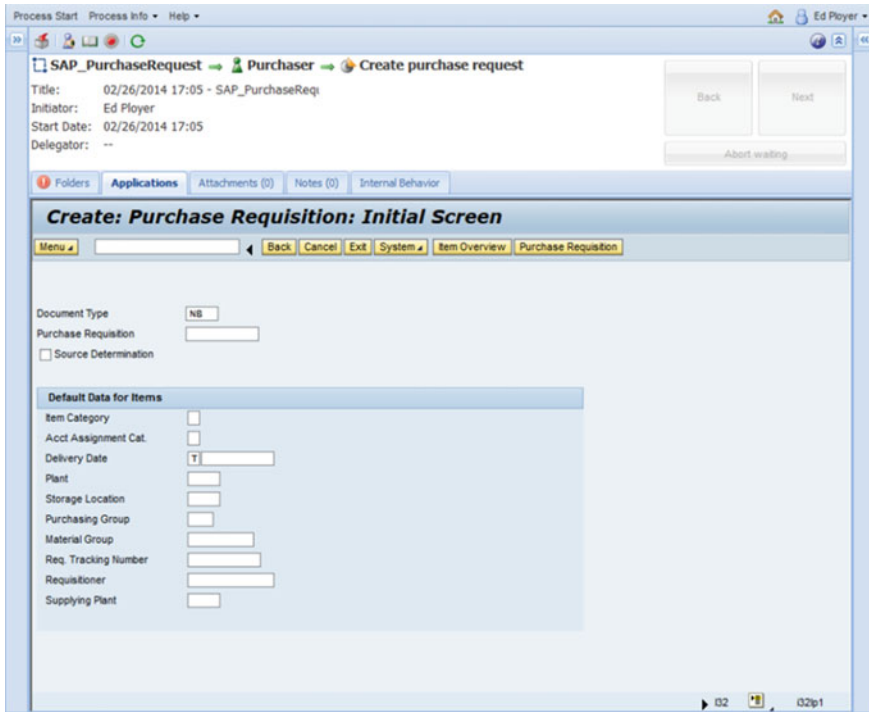 Process Start Process Info Help Ed Ployer
SAP_PurchaseRequest Purchaser Create purchase request
Title: 02/26/2014 17:05 - SAP_PurchaseReq
Initiator: Ed Ployer
Start Date: 02/26/2014 17:05
Delegator: --
Back Next
Abort waiting
Folders Applications Attachments (0) Notes (0) Internal Behavior
Create: Purchase Requisition: Initial Screen
Menu Back Cancel Exit System Item Overview Purchase Requisition
Document Type NB
Purchase Requisition
Source Determination
Default Data for Items
Item Category
Acct Assignment Cat.
Delivery Date T
Plant
Storage Location
Purchasing Group
Material Group
Req. Tracking Number
Requisitioner
Supplying Plant